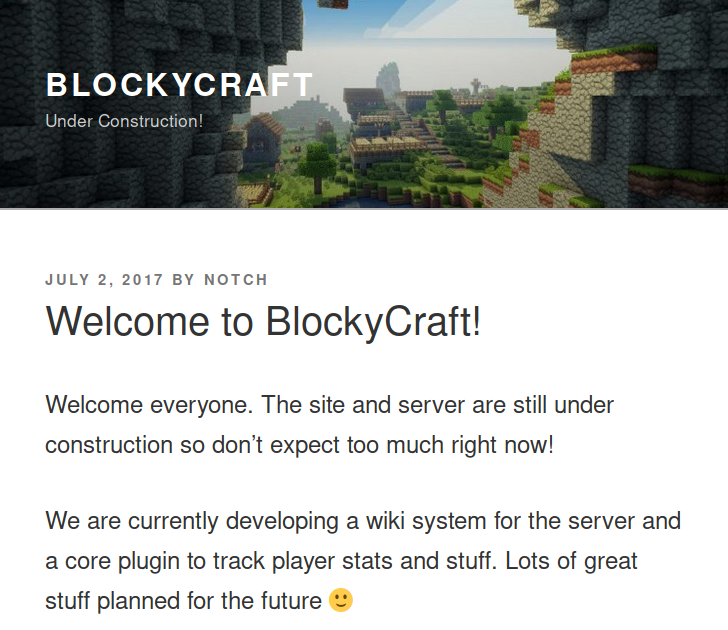 BLOCKYCRAFT
Under Construction!
JULY 2, 2017 BY NOTCH
Welcome to BlockyCraft!
Welcome everyone. The site and server are still under
construction so don’t expect too much right now!
We are currently developing a wiki system for the server and
a core plugin to track player stats and stuff. Lots of great
stuff planned for the future 🙂